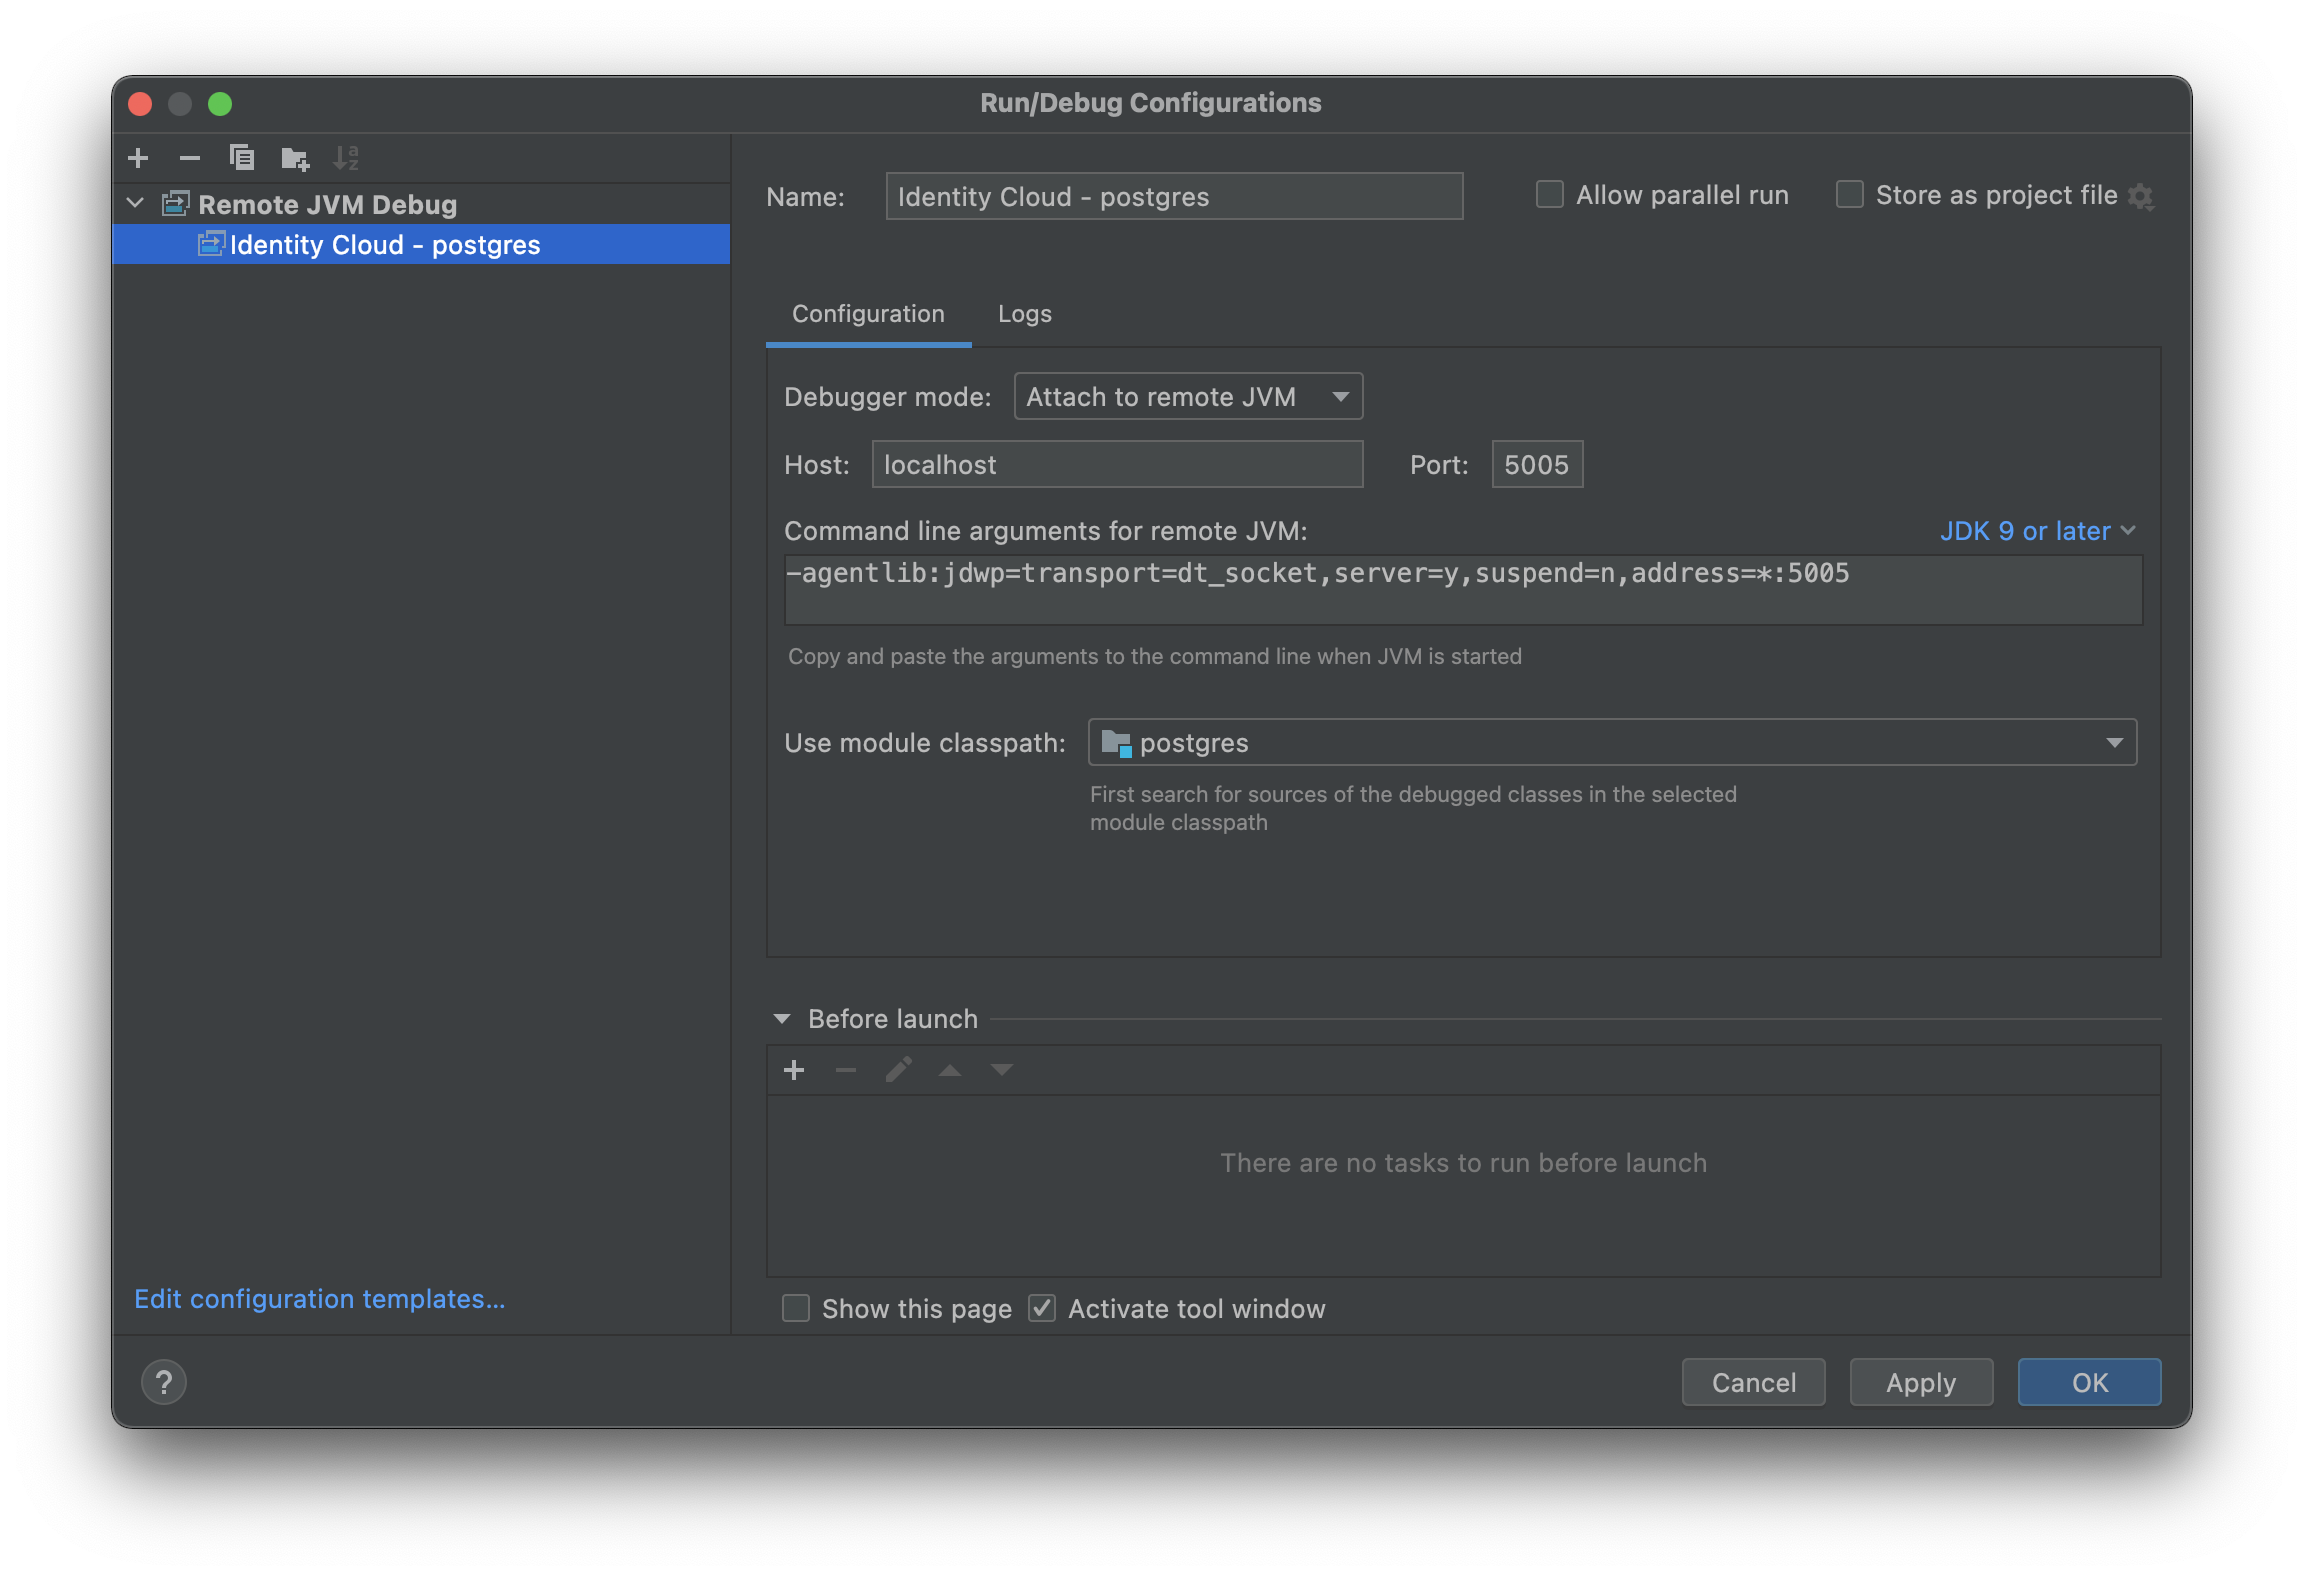 Run/Debug Configurations
Remote JVM Debug
Identity Cloud - postgres
Edit configuration templates...
Name: Identity Cloud - postgres Allow parallel run Store as project file
Configuration Logs
Debugger mode: Attach to remote JVM
Host: localhost Port: 5005
Command line arguments for remote JVM: JDK 9 or later
-agentlib:jdwp=transport=dt_socket,server=y,suspend=n,address=*:5005
Copy and paste the arguments to the command line when JVM is started
Use module classpath: postgres
First search for sources of the debugged classes in the selected
module classpath
Before launch
There are no tasks to run before launch
Show this page Activate tool window
? Cancel Apply OK